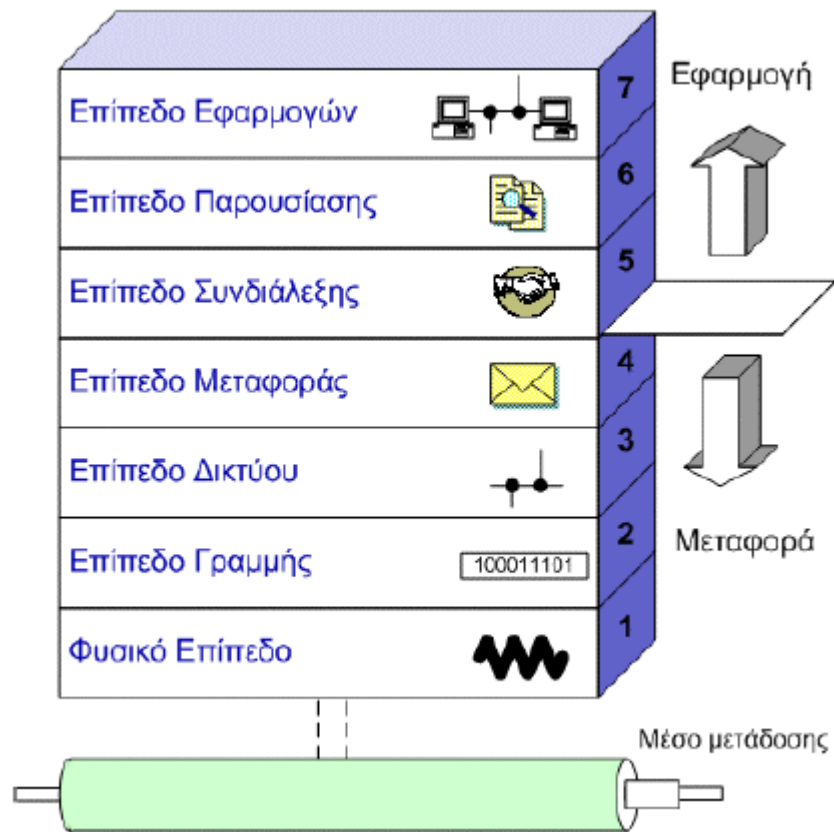 Επίπεδο Εφαρμογών
7
Εφαρμογή
Επίπεδο Παρουσίασης
6
Επίπεδο Συνδιάλεξης
5
Επίπεδο Μεταφοράς
4
Επίπεδο Δικτύου
3
Επίπεδο Γραμμής
100011101
2
Μεταφορά
Φυσικό Επίπεδο
1
Μέσο μετάδοσης